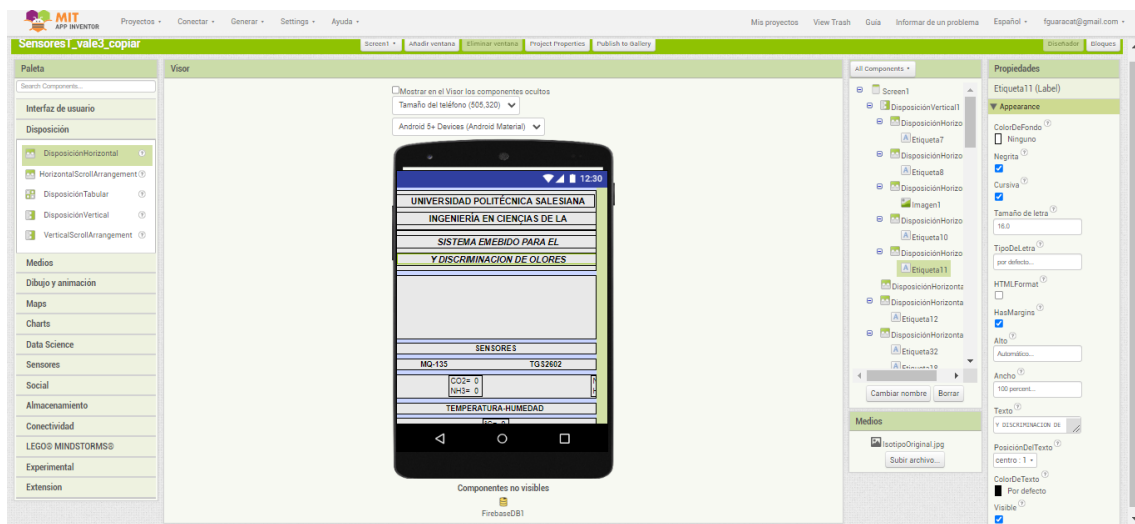 MIT
APP INVENTOR
Proyectos
Conectar
Generar
Settings
Ayuda
Mis proyectos
View Trash
Guia
Informar de un problema
Español
fguaracat@gmail.com
Sensores1_vale3_copiar
Screen1
Añadir ventana
Eliminar ventana
Project Properties
Publish to Gallery
Diseñador
Bloques
Paleta
Search Components...
Interfaz de usuario
Disposición
DisposiciónHorizontal
HorizontalScrollArrangement
DisposiciónTabular
DisposiciónVertical
VerticalScrollArrangement
Medios
Dibujo y animación
Maps
Charts
Data Science
Sensores
Social
Almacenamiento
Conectividad
LEGO® MINDSTORMS®
Experimental
Extension
Visor
Mostrar en el Visor los componentes ocultos
Tamaño del teléfono (505,320)
Android 5+ Devices (Android Material)
12:30
UNIVERSIDAD POLITÉCNICA SALESIANA
INGENIERÍA EN CIENÇIAS DE LA
SISTEMA EMEBIDO PARA EL
Y DISCRIMINACION DE OLORES
SENSORES
MQ-135 TGS2602
CO2= 0
NH3= 0
TEMPERATURA-HUMEDAD
Componentes no visibles
FirebaseDB1
All Components
Screen1
DisposiciónVertical1
DisposiciónHorizo
Etiqueta7
DisposiciónHorizo
Etiqueta8
DisposiciónHorizo
Imagen1
DisposiciónHorizo
Etiqueta10
DisposiciónHorizo
Etiqueta11
DisposiciónHorizonta
DisposiciónHorizonta
Etiqueta12
DisposiciónHorizonta
Etiqueta32
Etiqueta18
Cambiar nombre
Borrar
Medios
IsotipoOriginal.jpg
Subir archivo...
Propiedades
Etiqueta11 (Label)
Appearance
ColorDeFondo
Ninguno
Negrita
Cursiva
Tamaño de letra
16.0
TipoDeLetra
por defecto...
HTMLFormat
HasMargins
Alto
Automático...
Ancho
100 percent...
Texto
Y DISCRIMINACION DE
PosiciónDelTexto
centro : 1
ColorDeTexto
Por defecto
Visible